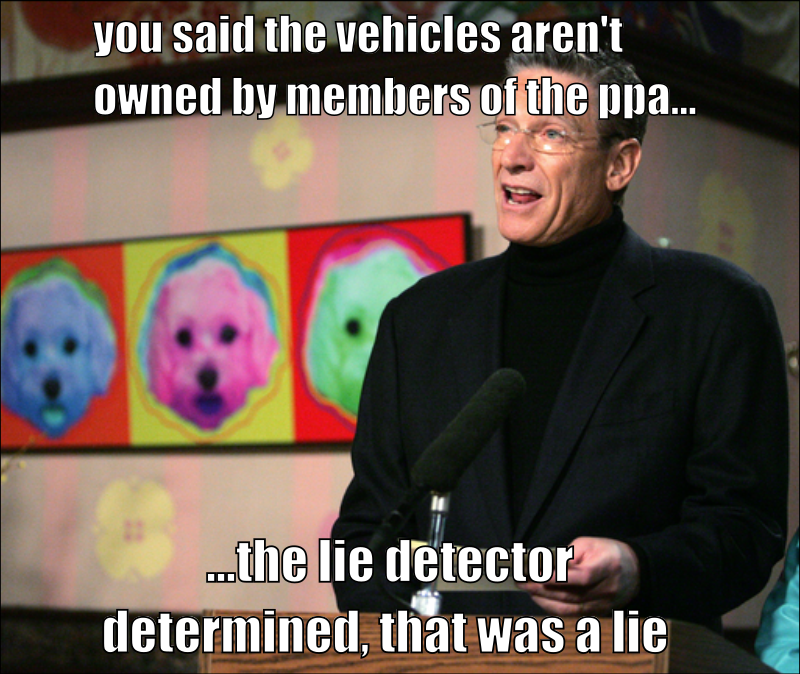 you said the vehicles aren't
owned by members of the ppa...
...the lie detector
determined, that was a lie